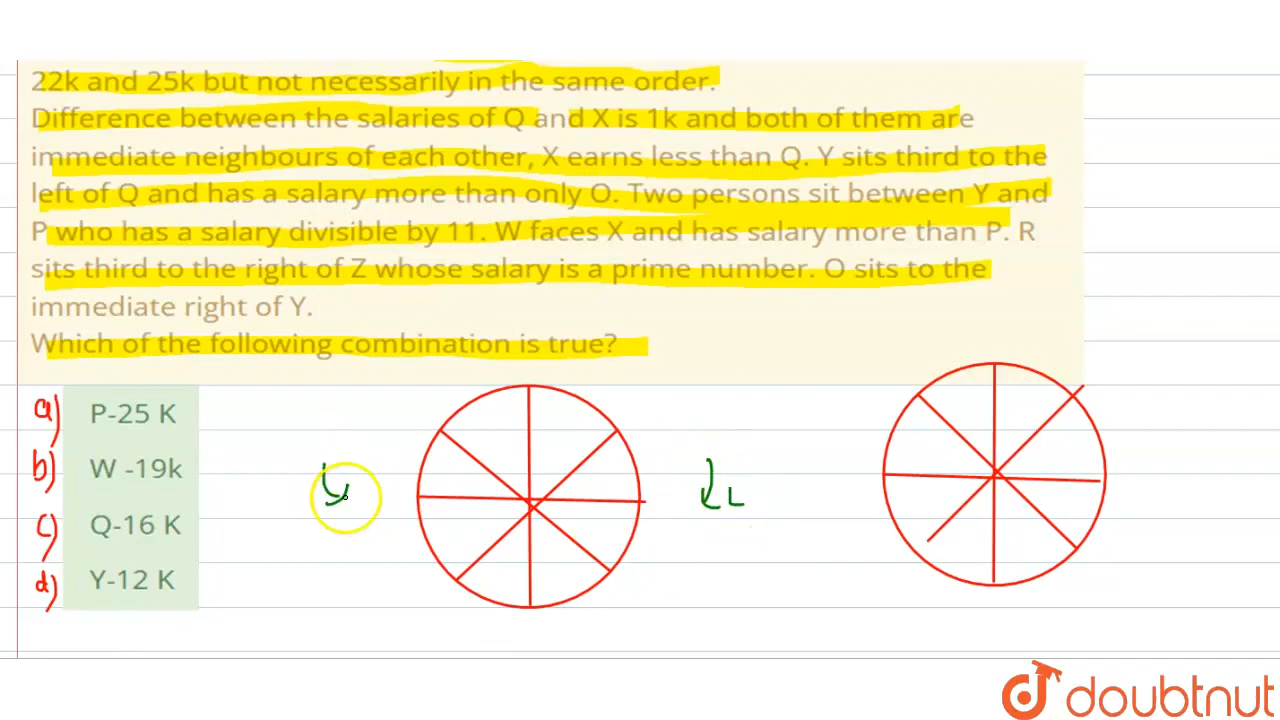 22k and 25k but not necessarily in the same order.
Difference between the salaries of Q and X is 1k and both of them are
immediate neighbours of each other, X earns less than Q. Y sits third to the
left of Q and has a salary more than only O. Two persons sit between Y and
P who has a salary divisible by 11. W faces X and has salary more than P. R
sits third to the right of Z whose salary is a prime number. O sits to the
immediate right of Y.
Which of the following combination is true?
a) P-25 K
b) W -19k
c) Q-16 K
d) Y-12 K
L
doubtnut